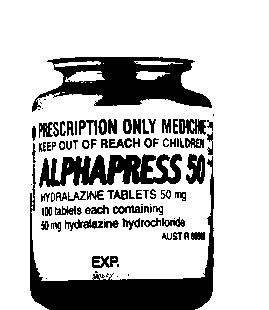 PRESCRIPTION ONLY MEDICINE
KEEP OUT OF REACH OF CHILDREN
ALPHAPRESS 50
HYDRALAZINE TABLETS 50 mg
100 tablets each containing
50 mg hydralazine hydrochloride
AUST R
EXP.